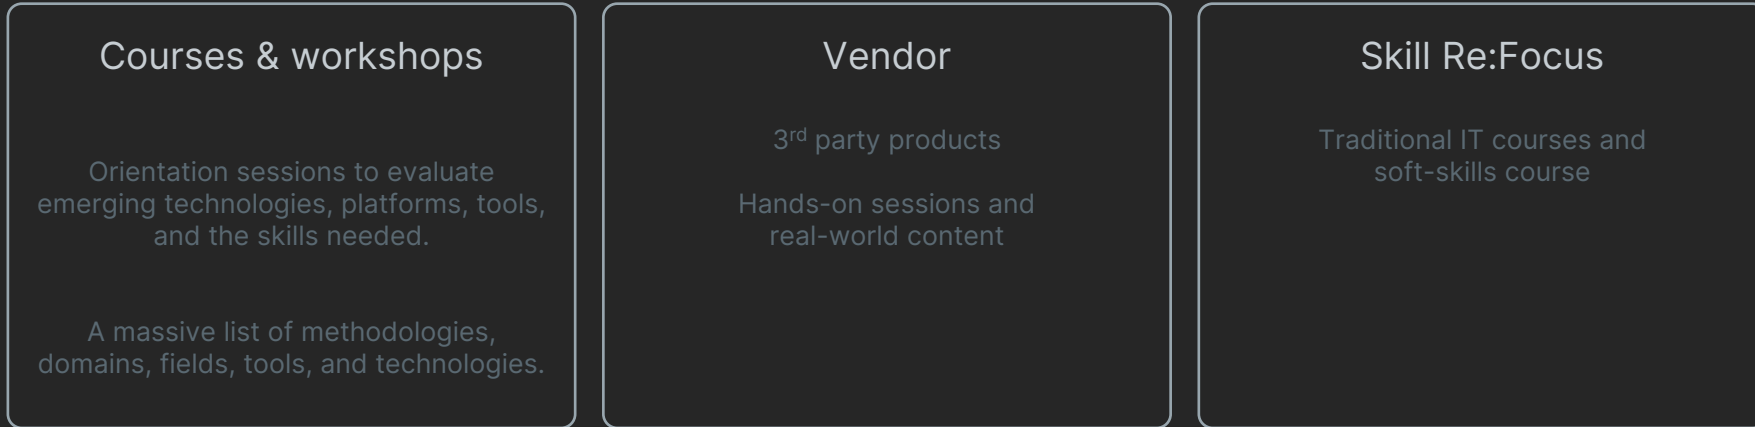 Courses & workshops
Orientation sessions to evaluate
emerging technologies, platforms, tools,
and the skills needed.
A massive list of methodologies,
domains, fields, tools, and technologies.
Vendor
3rd party products
Hands-on sessions and
real-world content
Skill Re:Focus
Traditional IT courses and
soft-skills course